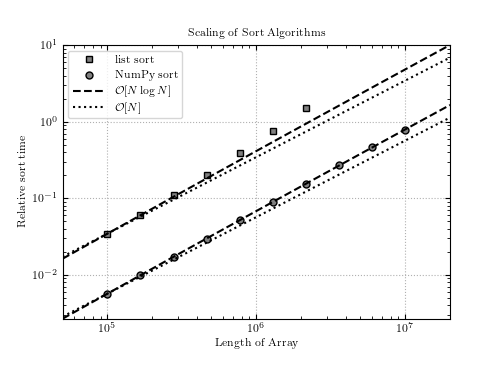 Scaling of Sort Algorithms
list sort
NumPy sort
O[N log N]
O[N]
10¹
10⁰
10⁻¹
10⁻²
Relative sort time
10⁵ 10⁶ 10⁷
Length of Array